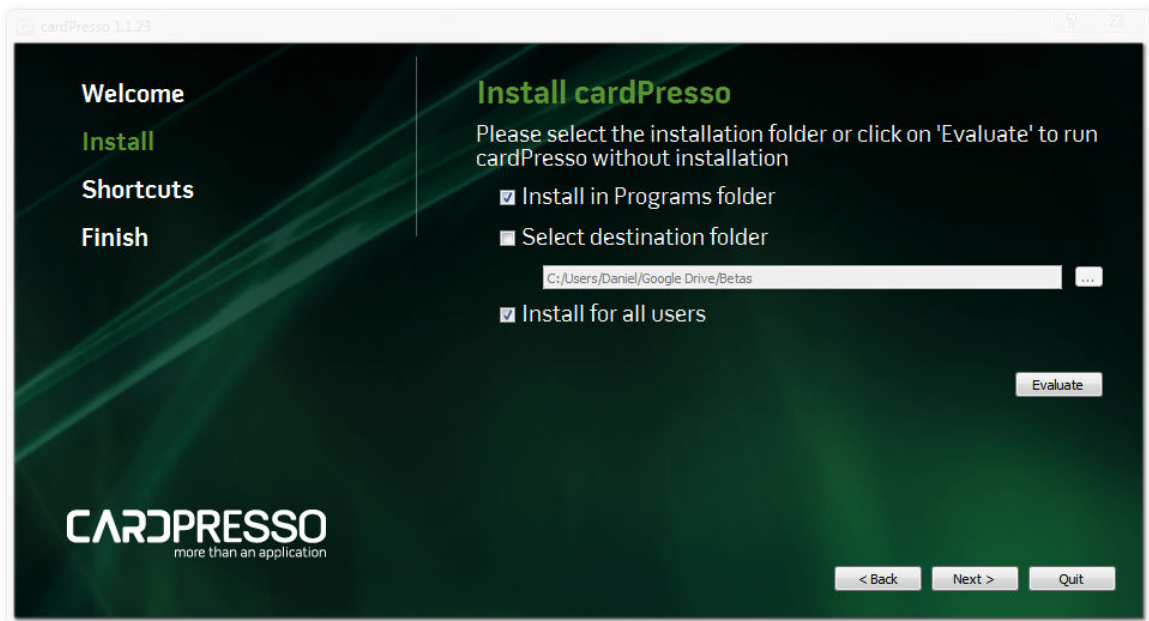 cardPresso 1.1.23
Welcome
Install
Shortcuts
Finish
Install cardPresso
Please select the installation folder or click on 'Evaluate' to run
cardPresso without installation
Install in Programs folder
Select destination folder
C:/Users/Daniel/Google Drive/Betas
...
Install for all users
Evaluate
CARDPRESSO
more than an application
< Back
Next >
Quit